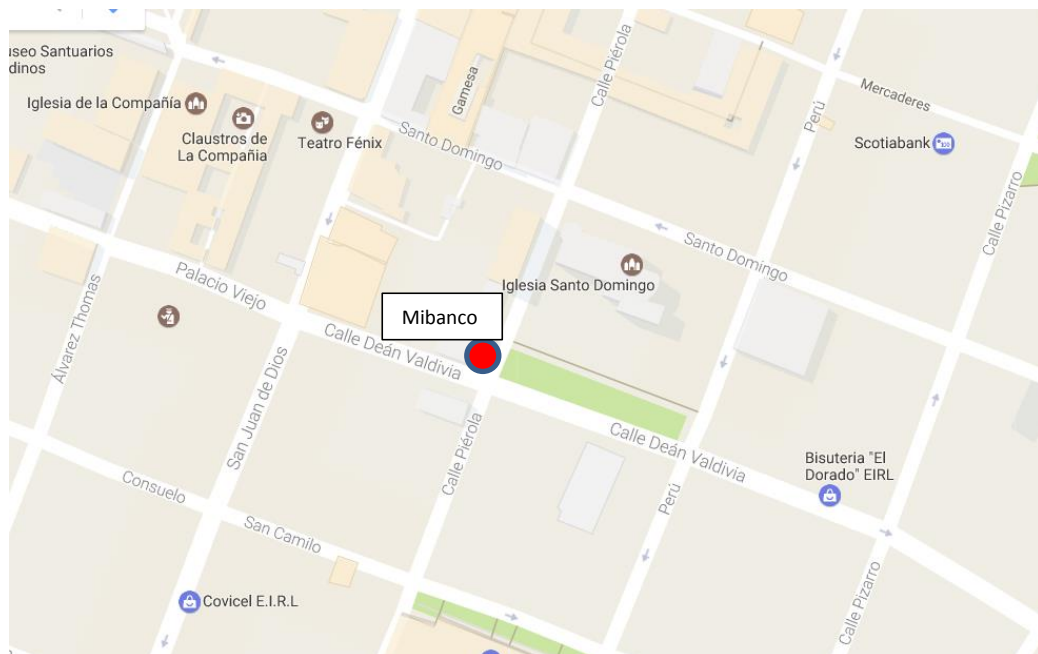 Santuarios
Iglesia de la Compañía
Claustros de
La Compañia
Teatro Fénix
Gamesa
Calle Piérola
Perú
Mercaderes
Scotiabank
Santo Domingo
Calle Pizarro
Santo Domingo
Iglesia Santo Domingo
Palacio Viejo
Mibanco
Álvarez Thomas
Calle Deán Valdivia
San Juan de Dios
Calle Piérola
Calle Deán Valdivia
Bisuteria "El
Dorado" EIRL
Consuelo
Perú
San Camilo
Covicel E.I.R.L
Calle Pizarro